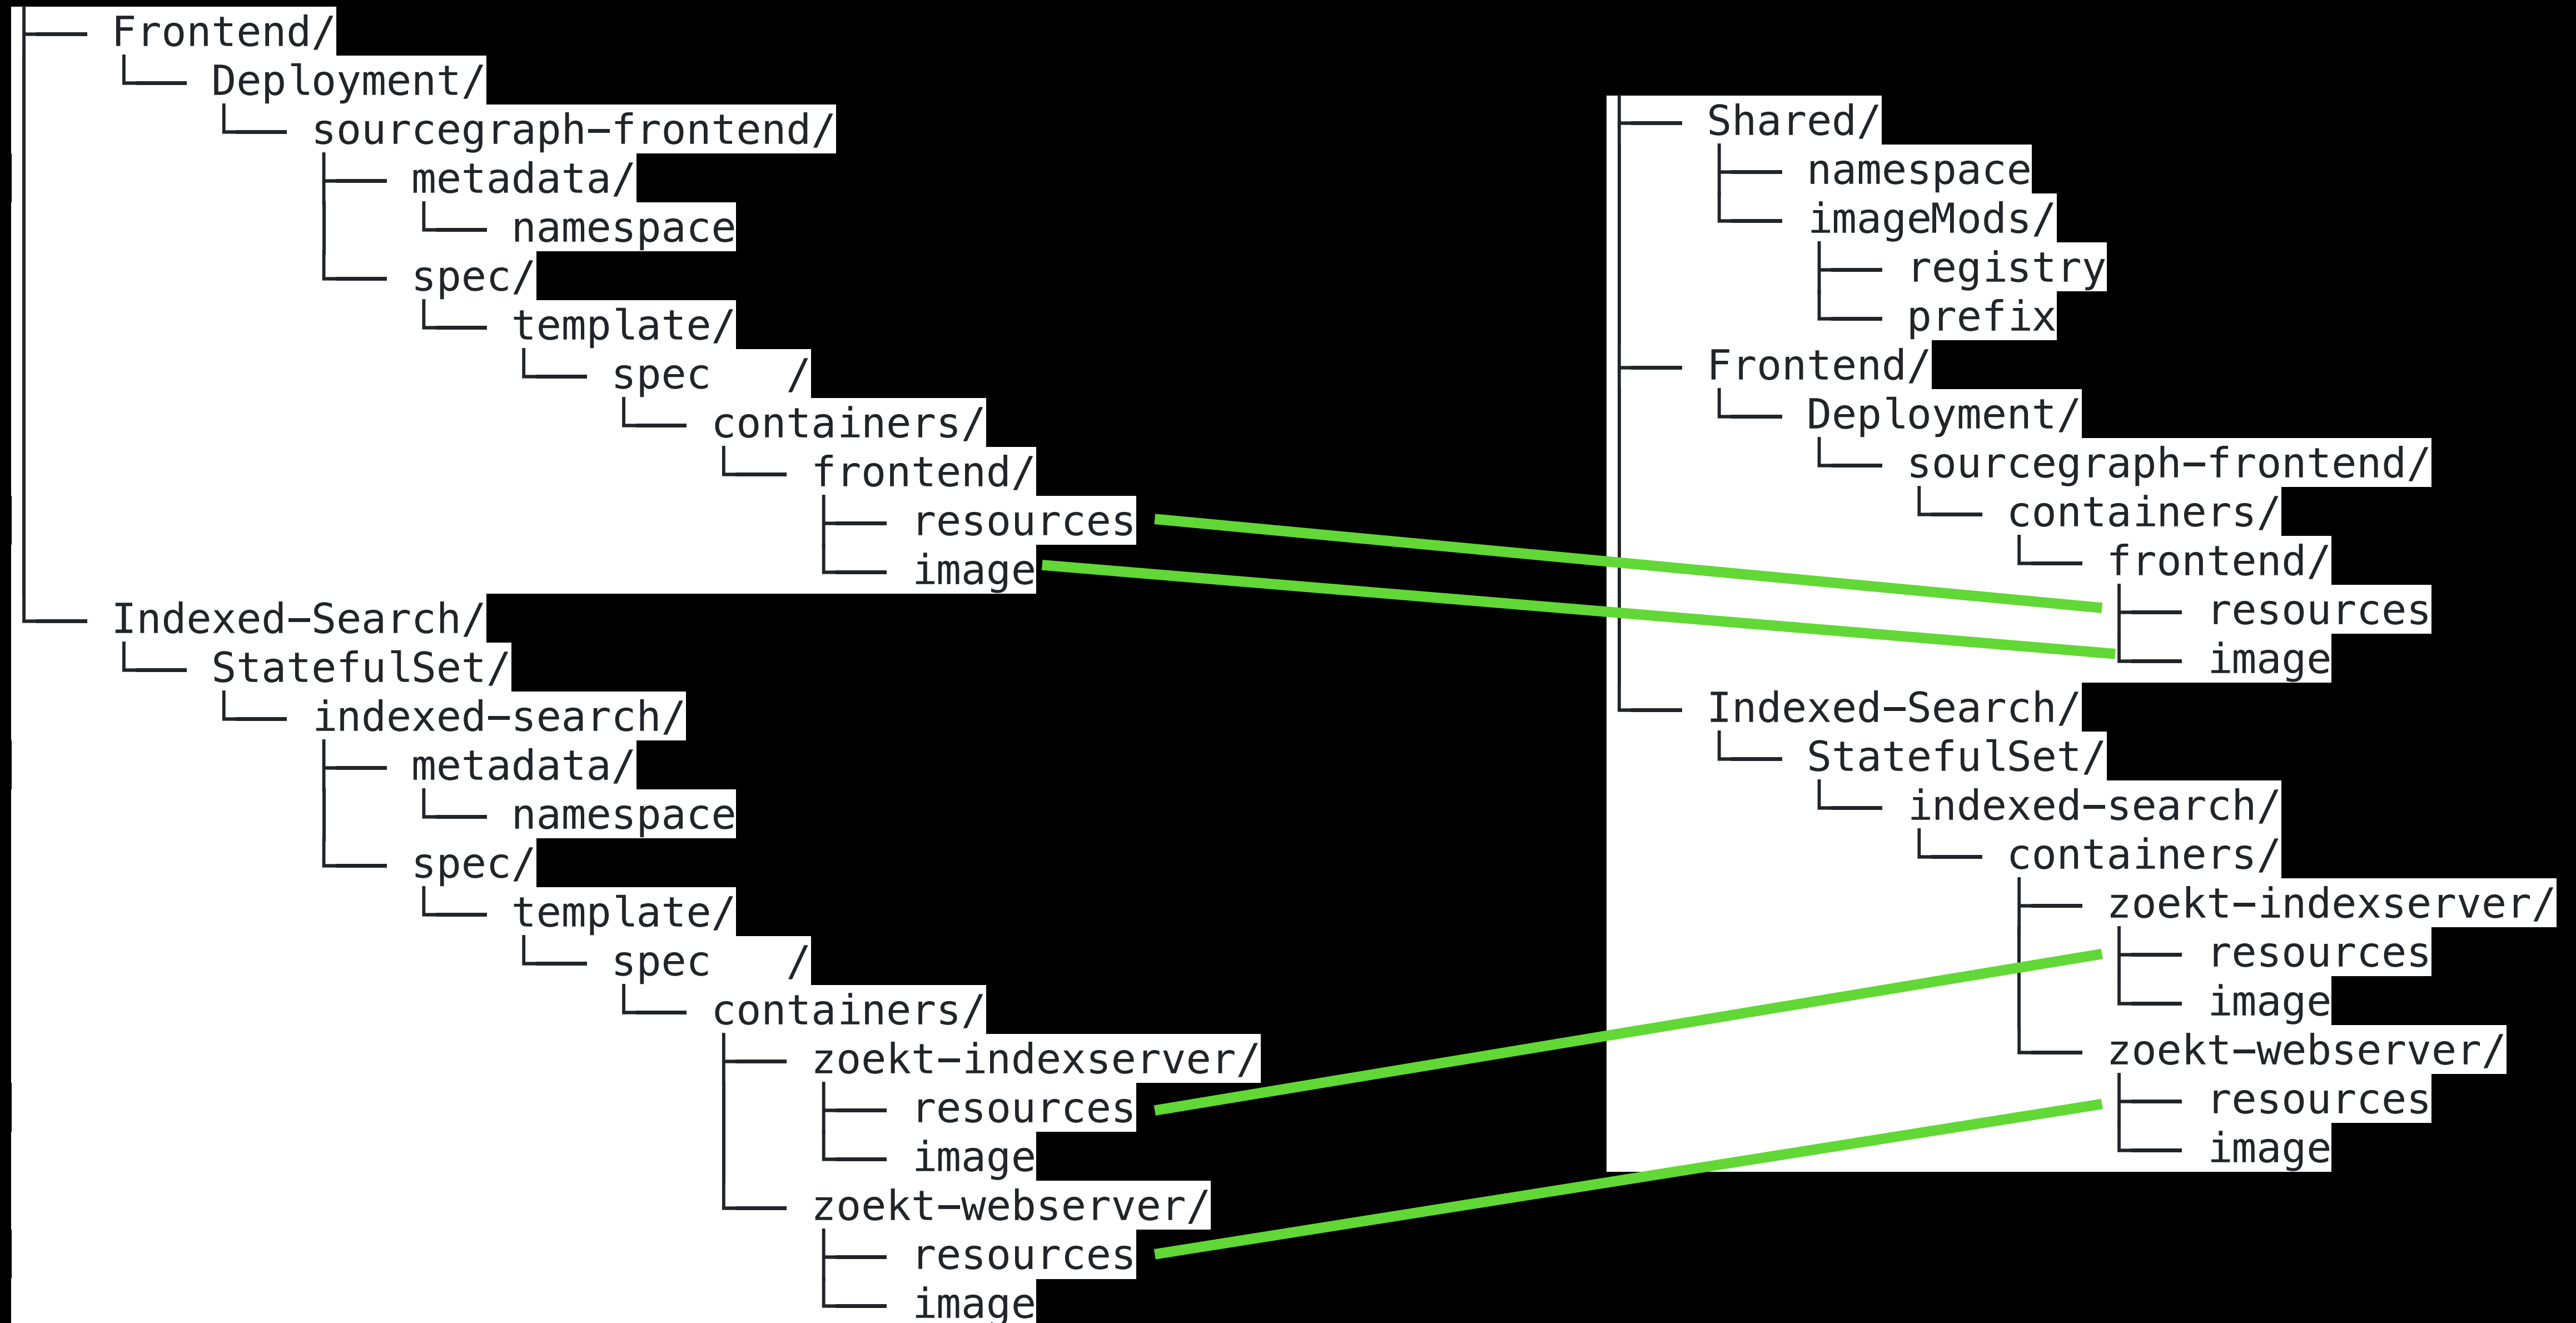 ├── Frontend/
└── Deployment/
└── sourcegraph-frontend/
├── metadata/
└── namespace
└── spec/
└── template/
└── spec   /
└── containers/
└── frontend/
├── resources
└── image
└── Indexed-Search/
└── StatefulSet/
└── indexed-search/
├── metadata/
└── namespace
└── spec/
└── template/
└── spec   /
└── containers/
├── zoekt-indexserver/
├── resources
└── image
└── zoekt-webserver/
├── resources
└── image
├── Shared/
├── namespace
└── imageMods/
├── registry
└── prefix
├── Frontend/
└── Deployment/
└── sourcegraph-frontend/
└── containers/
└── frontend/
├── resources
└── image
└── Indexed-Search/
└── StatefulSet/
└── indexed-search/
└── containers/
├── zoekt-indexserver/
├── resources
└── image
└── zoekt-webserver/
├── resources
└── image